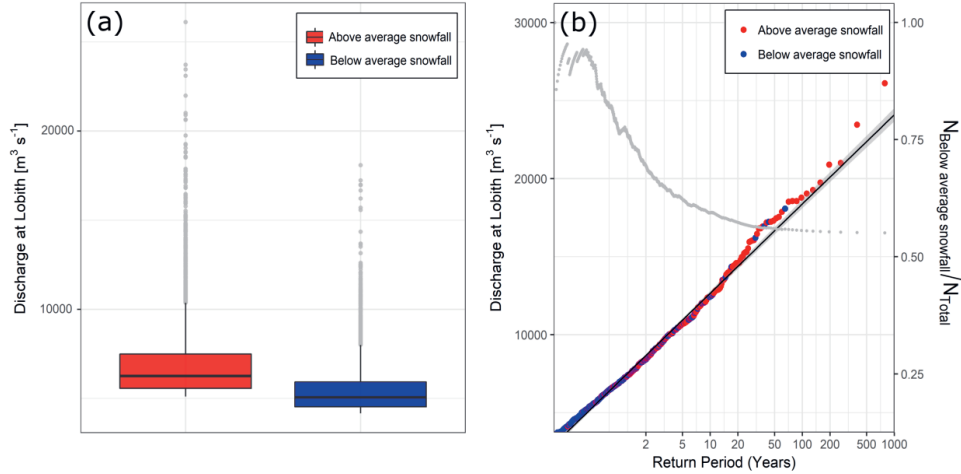 (a)
Above average snowfall
Below average snowfall
Discharge at Lobith [m³ s⁻¹]
20000
10000
(b)
Above average snowfall
Below average snowfall
Discharge at Lobith [m³ s⁻¹]
30000
20000
10000
1.00
0.75
0.50
0.25
N_Below average snowfall/N_Total
2 5 10 20 50 100 200 500 1000
Return Period (Years)